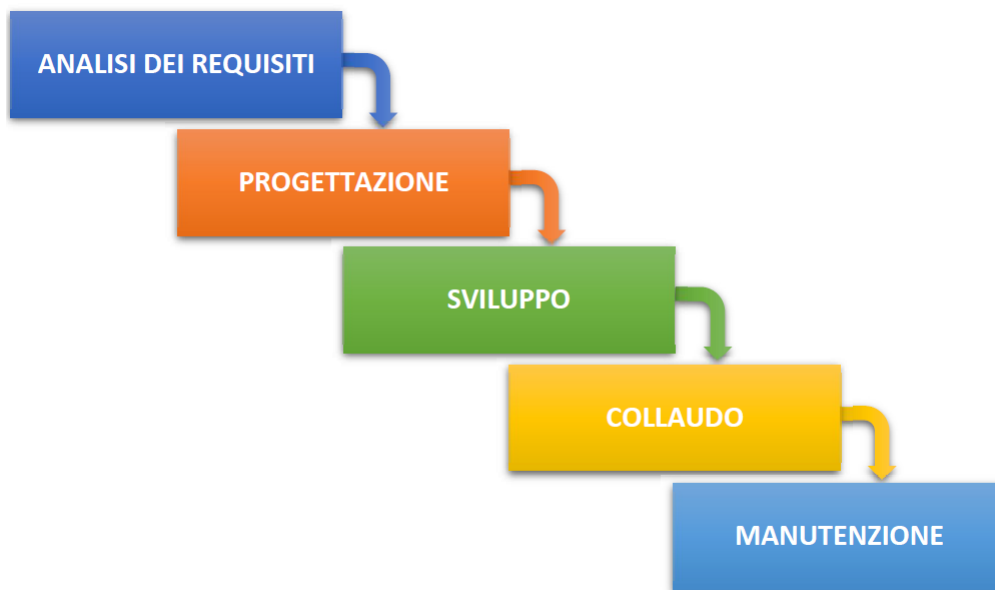 ANALISI DEI REQUISITI
PROGETTAZIONE
SVILUPPO
COLLAUDO
MANUTENZIONE